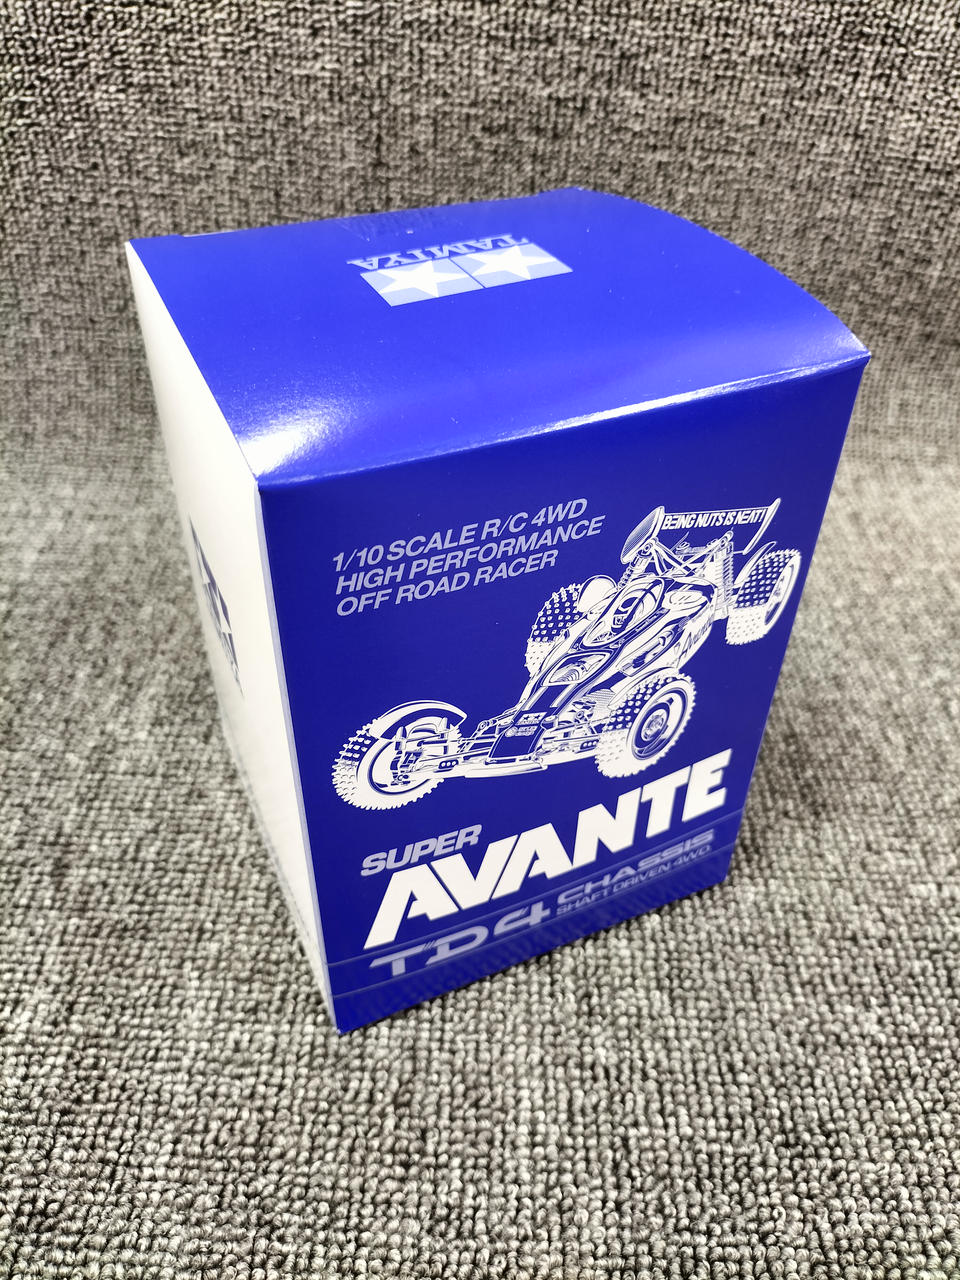 TAMIYA
1/10 SCALE R/C 4WD
HIGH PERFORMANCE
OFF ROAD RACER
BEING NUTS IS NEAT!
Avante
SUPER
AVANTE
TD4 CHASSIS
SHAFT DRIVEN 4WD.